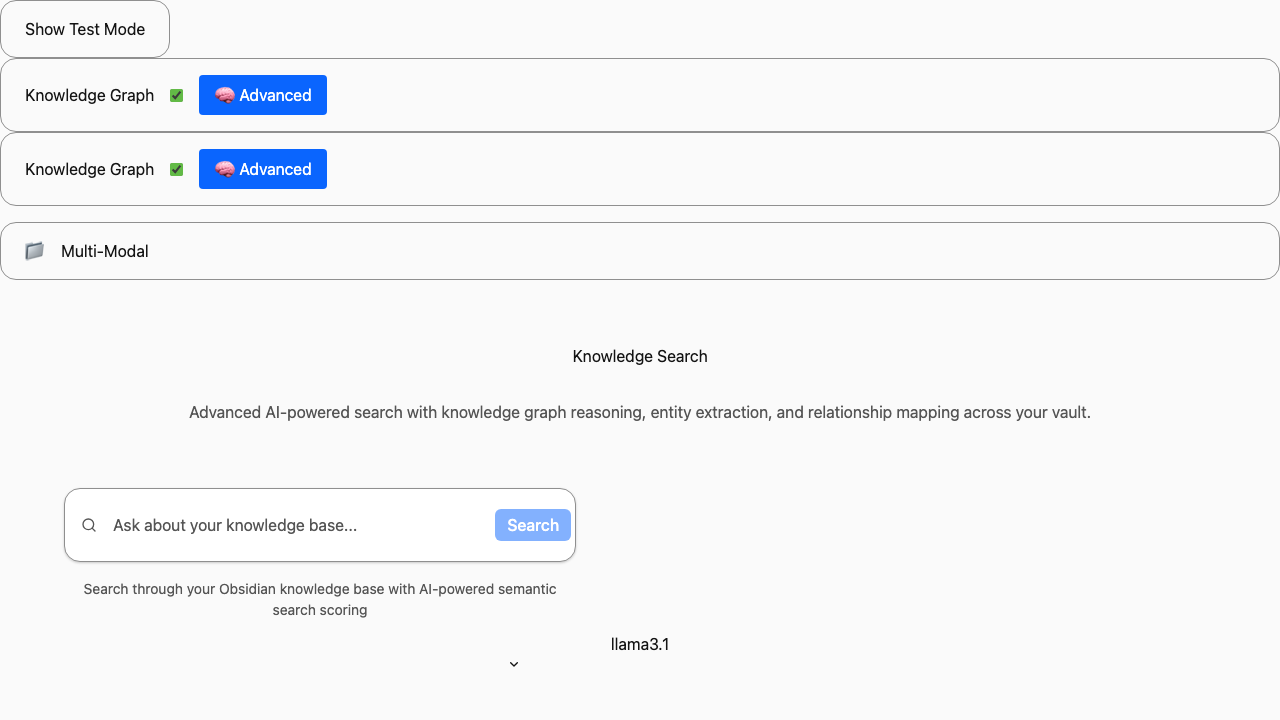 Show Test Mode
Knowledge Graph ✅ 🧠 Advanced
Knowledge Graph ✅ 🧠 Advanced
📁 Multi-Modal
Knowledge Search
Advanced AI-powered search with knowledge graph reasoning, entity extraction, and relationship mapping across your vault.
Ask about your knowledge base... Search
Search through your Obsidian knowledge base with AI-powered semantic
search scoring
llama3.1